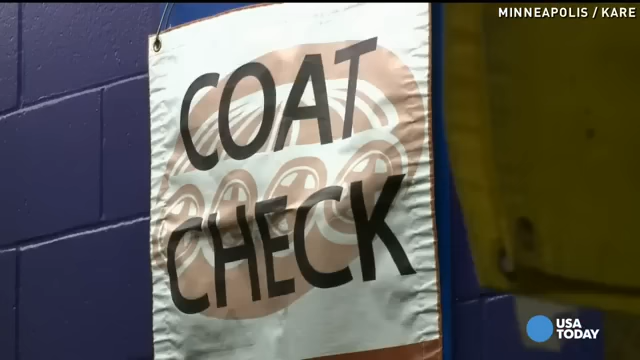 MINNEAPOLIS / KARE
COAT
CHECK
USA
TODAY